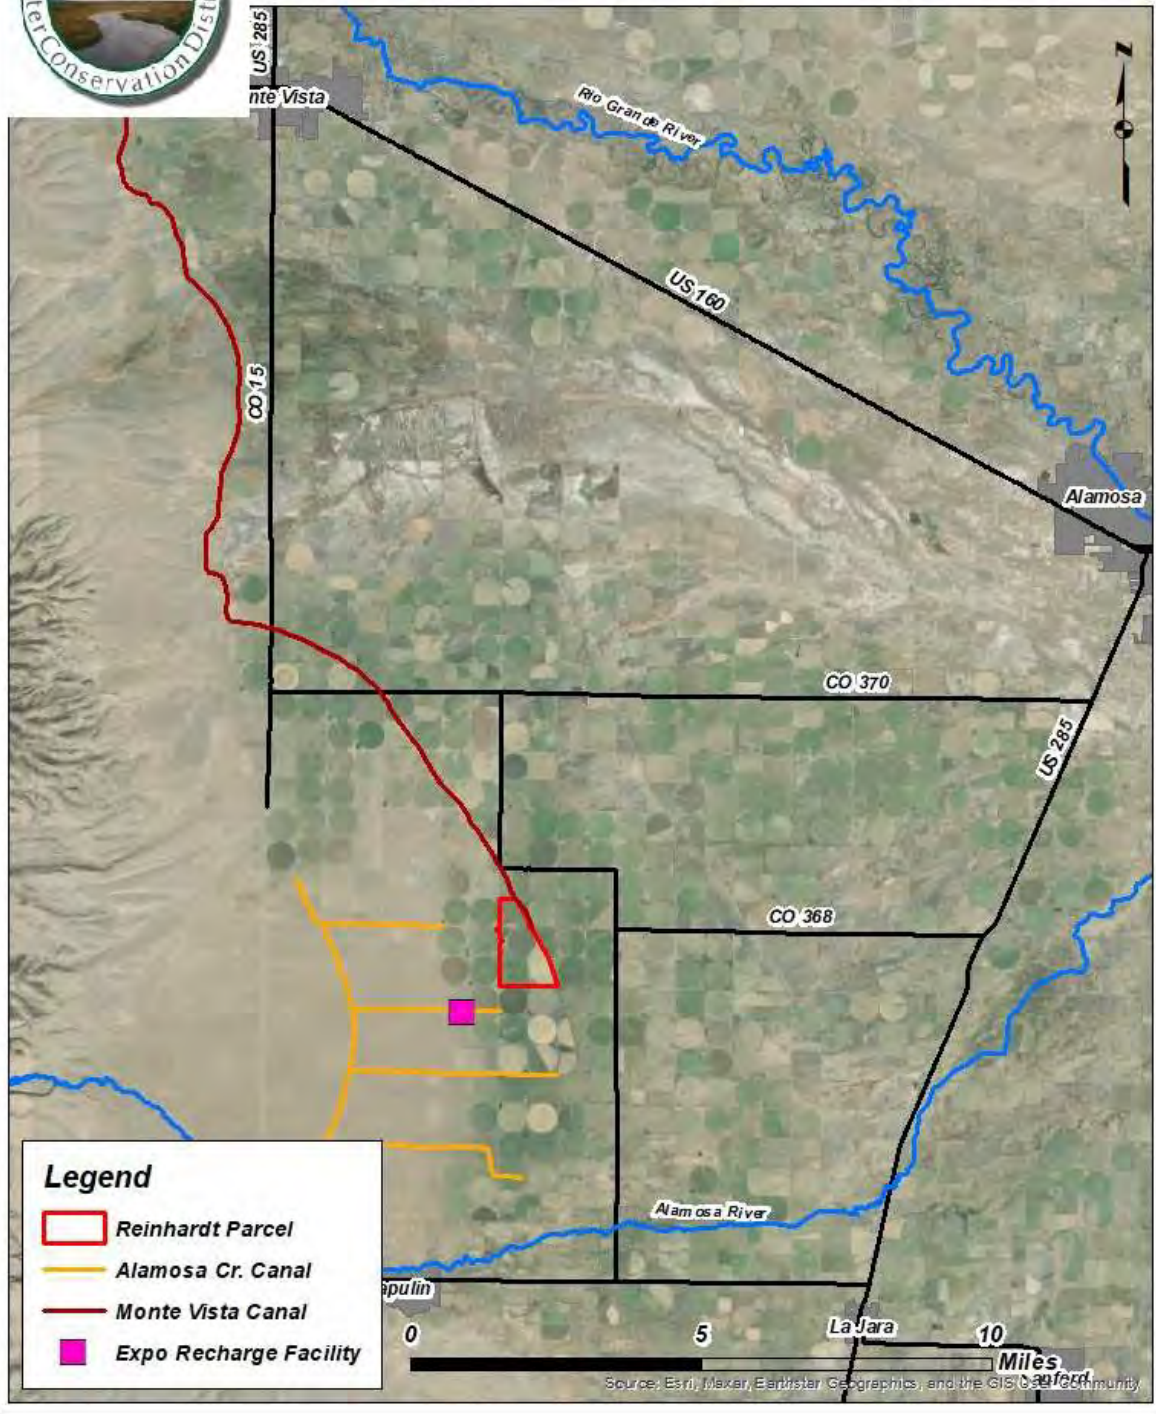 ter Conservation Dist
US 285
nte Vista
Rio Grande River
US 160
CO 15
Alamosa
CO 370
US 285
CO 368
Alamosa River
apulin
La Jara
anford
Legend
Reinhardt Parcel
Alamosa Cr. Canal
Monte Vista Canal
Expo Recharge Facility
0 5 10
Miles
Source: Esri, Maxar, Earthstar Geographics, and the GIS User Community
N